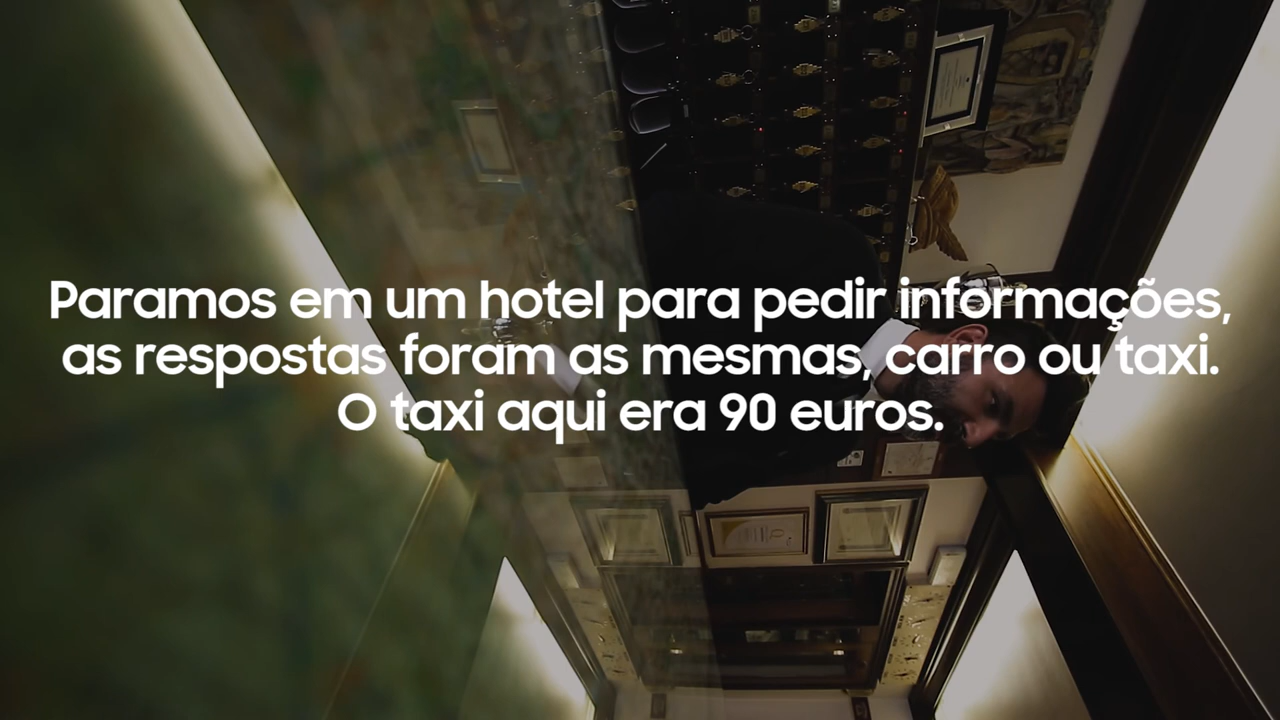 Paramos em um hotel para pedir informações,
as respostas foram as mesmas, carro ou taxi.
O taxi aqui era 90 euros.